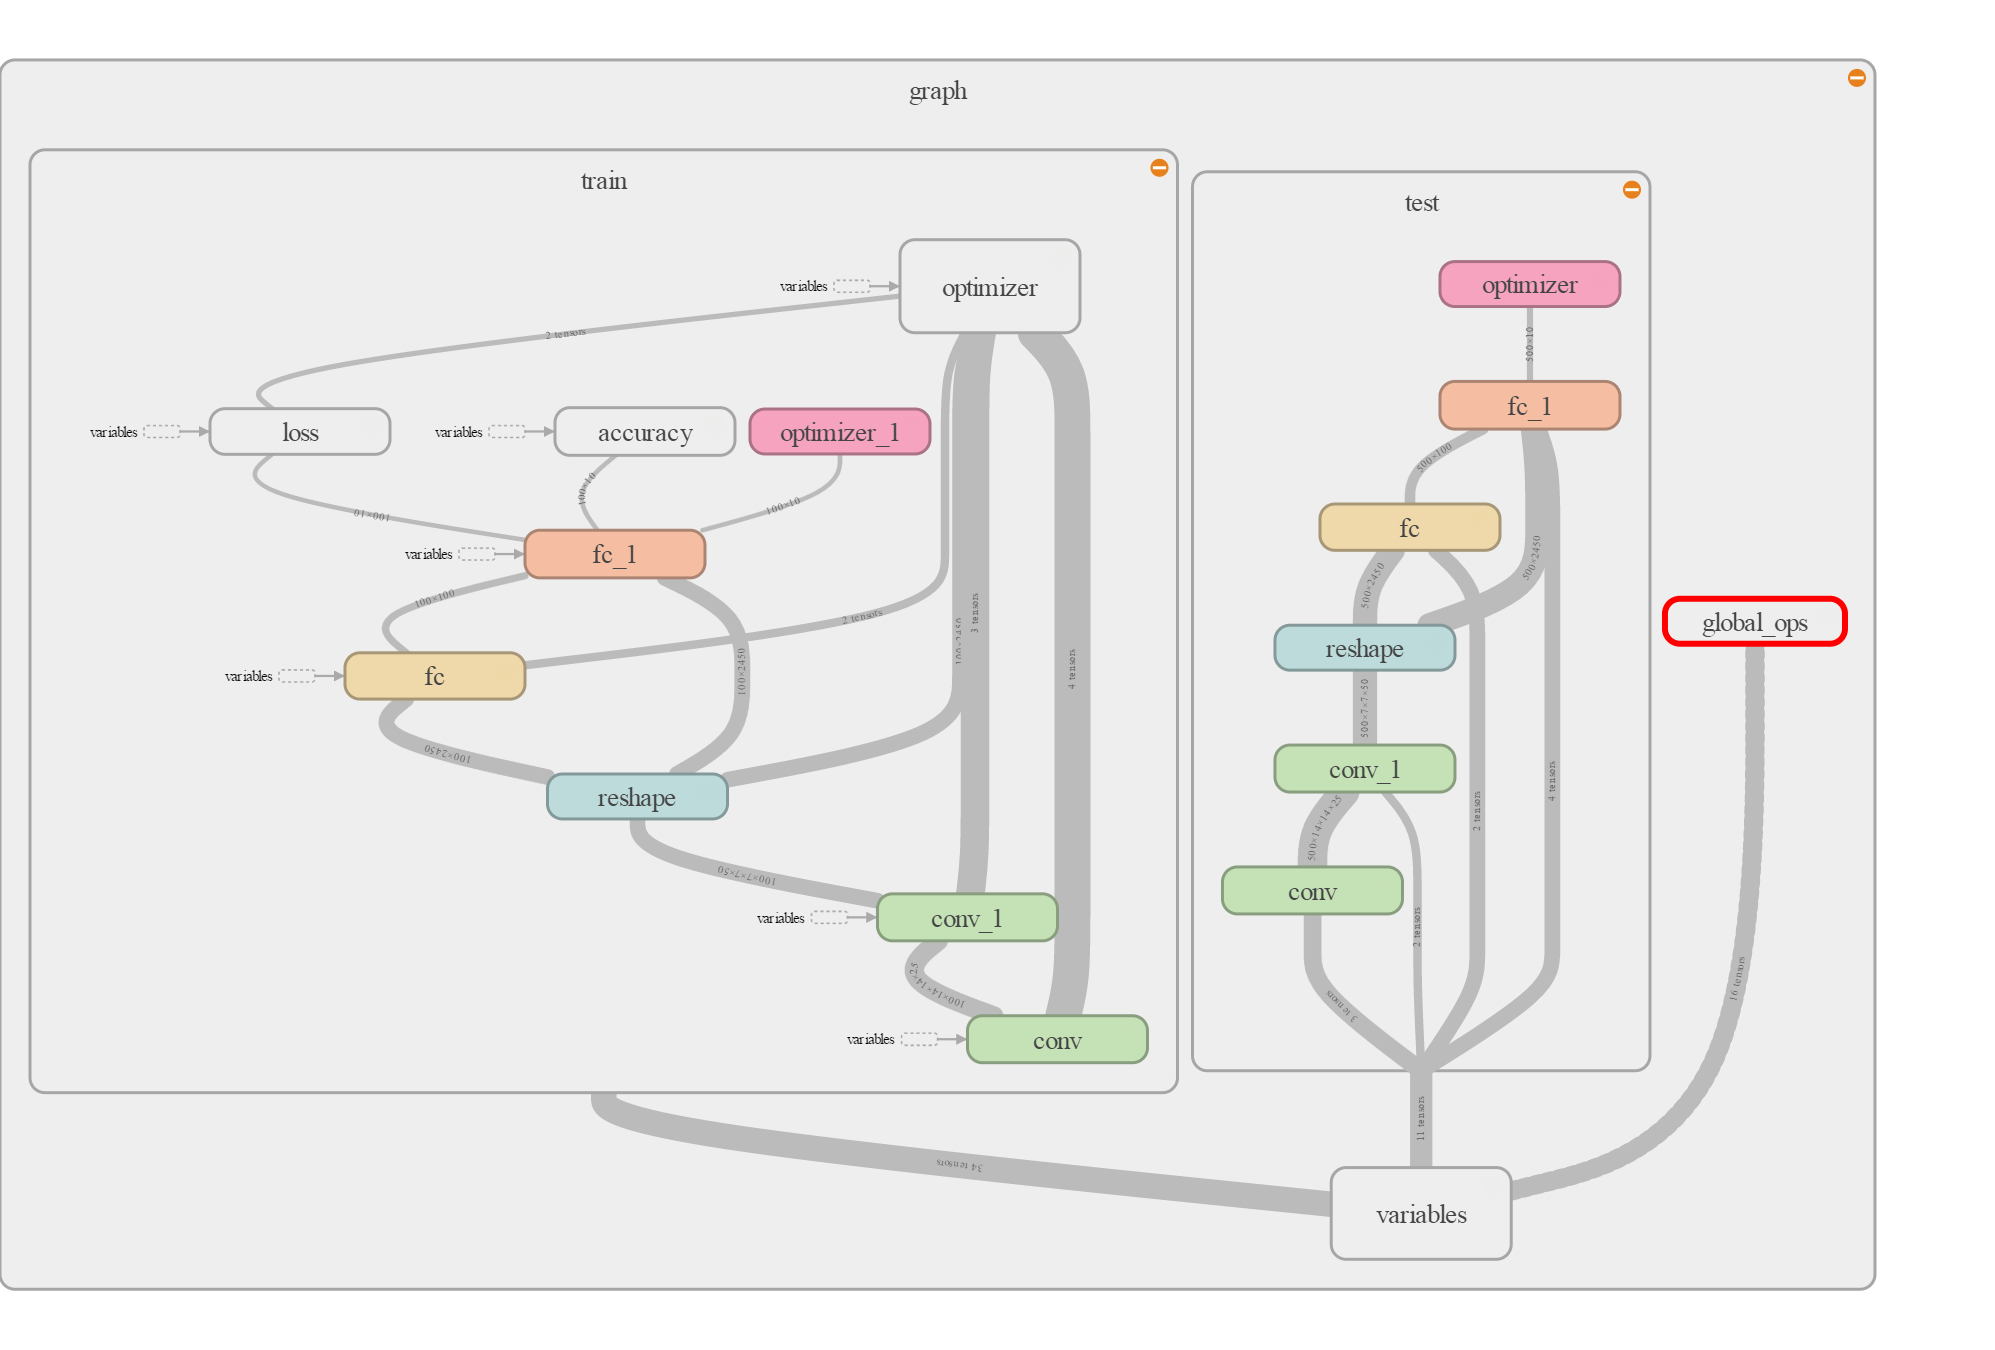 graph
train
test
optimizer
variables
optimizer
2 tensors
500×10
fc_1
variables
loss
variables
accuracy
optimizer_1
500×100
100×10
100×10
100×10
fc
variables
fc_1
500×2450
500×2450
100×100
2 tensors
3 tensors
100×2450
global_ops
reshape
variables
fc
100×2450
4 tensors
500×7×7×50
100×2450
conv_1
reshape
4 tensors
2 tensors
500×14×14×25
100×7×7×50
conv
variables
conv_1
2 tensors
100×14×14×25
3 tensors
16 tensors
variables
conv
11 tensors
34 tensors
variables